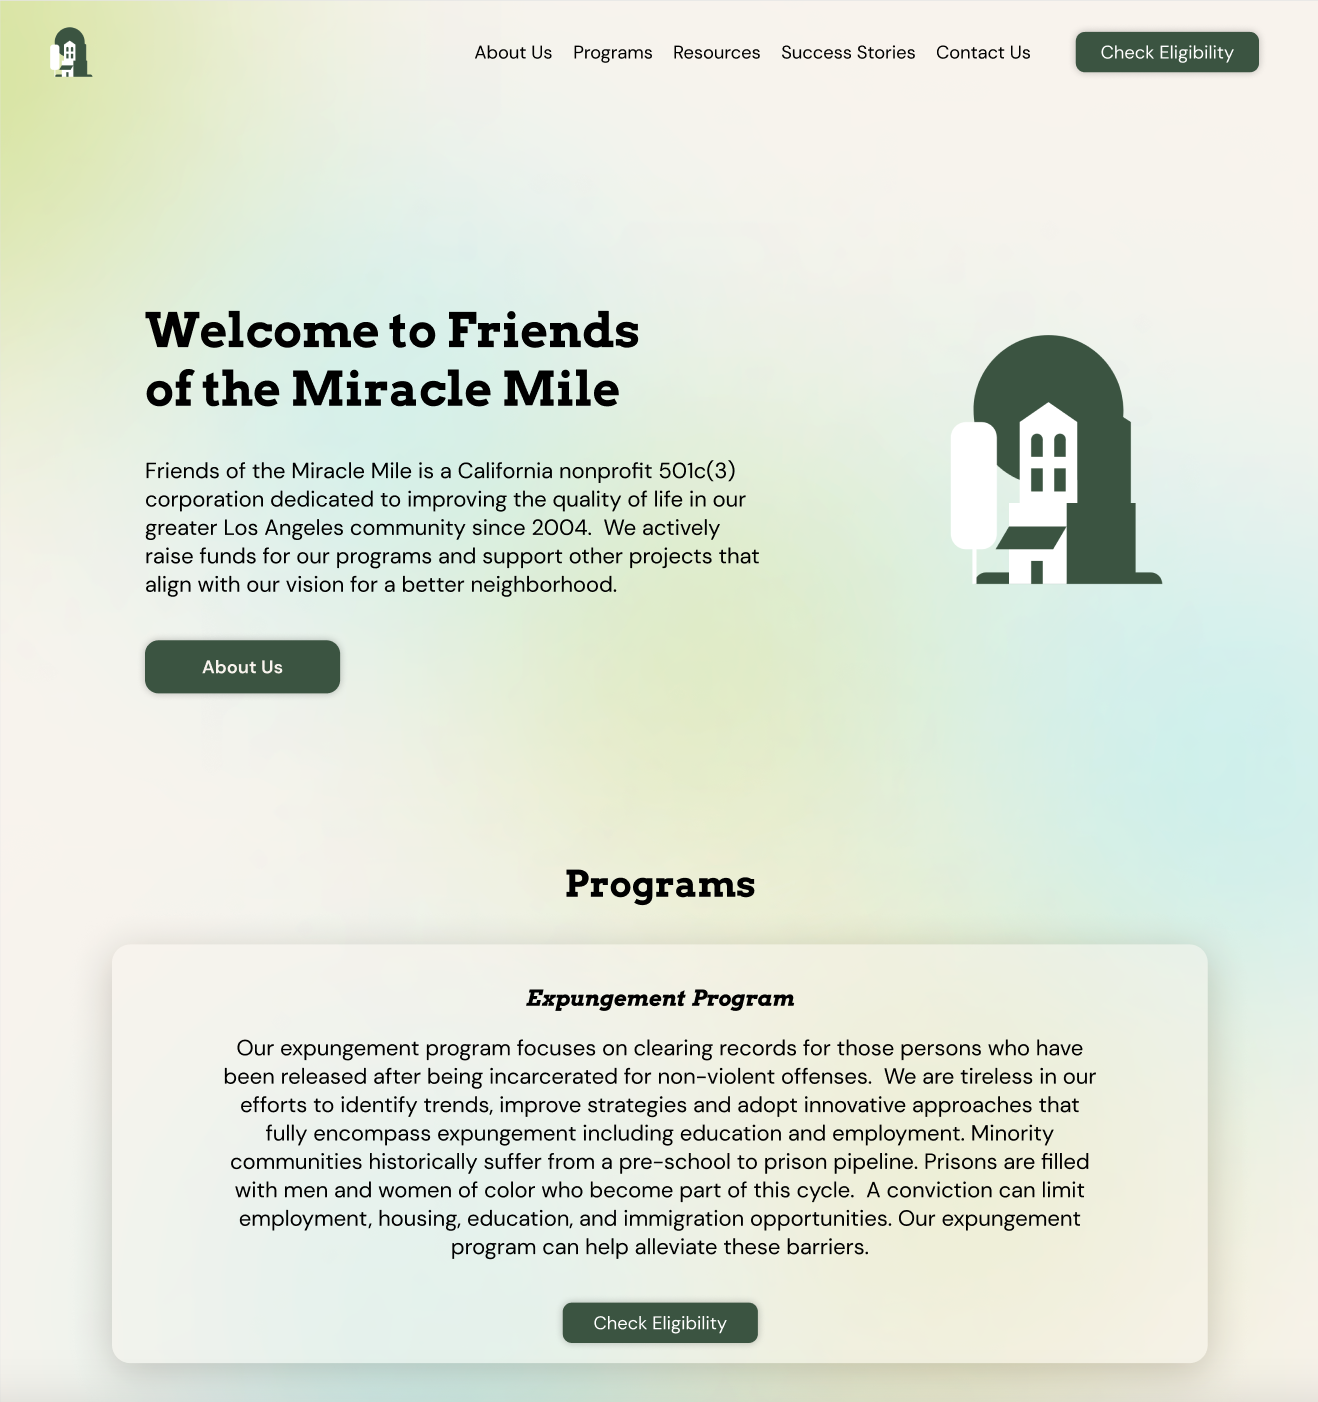 About Us
Programs
Resources
Success Stories
Contact Us
Check Eligibility
Welcome to Friends
of the Miracle Mile
Friends of the Miracle Mile is a California nonprofit 501c(3)
corporation dedicated to improving the quality of life in our
greater Los Angeles community since 2004.  We actively
raise funds for our programs and support other projects that
align with our vision for a better neighborhood.
About Us
Programs
Expungement Program
Our expungement program focuses on clearing records for those persons who have
been released after being incarcerated for non-violent offenses.  We are tireless in our
efforts to identify trends, improve strategies and adopt innovative approaches that
fully encompass expungement including education and employment. Minority
communities historically suffer from a pre-school to prison pipeline. Prisons are filled
with men and women of color who become part of this cycle.  A conviction can limit
employment, housing, education, and immigration opportunities. Our expungement
program can help alleviate these barriers.
Check Eligibility